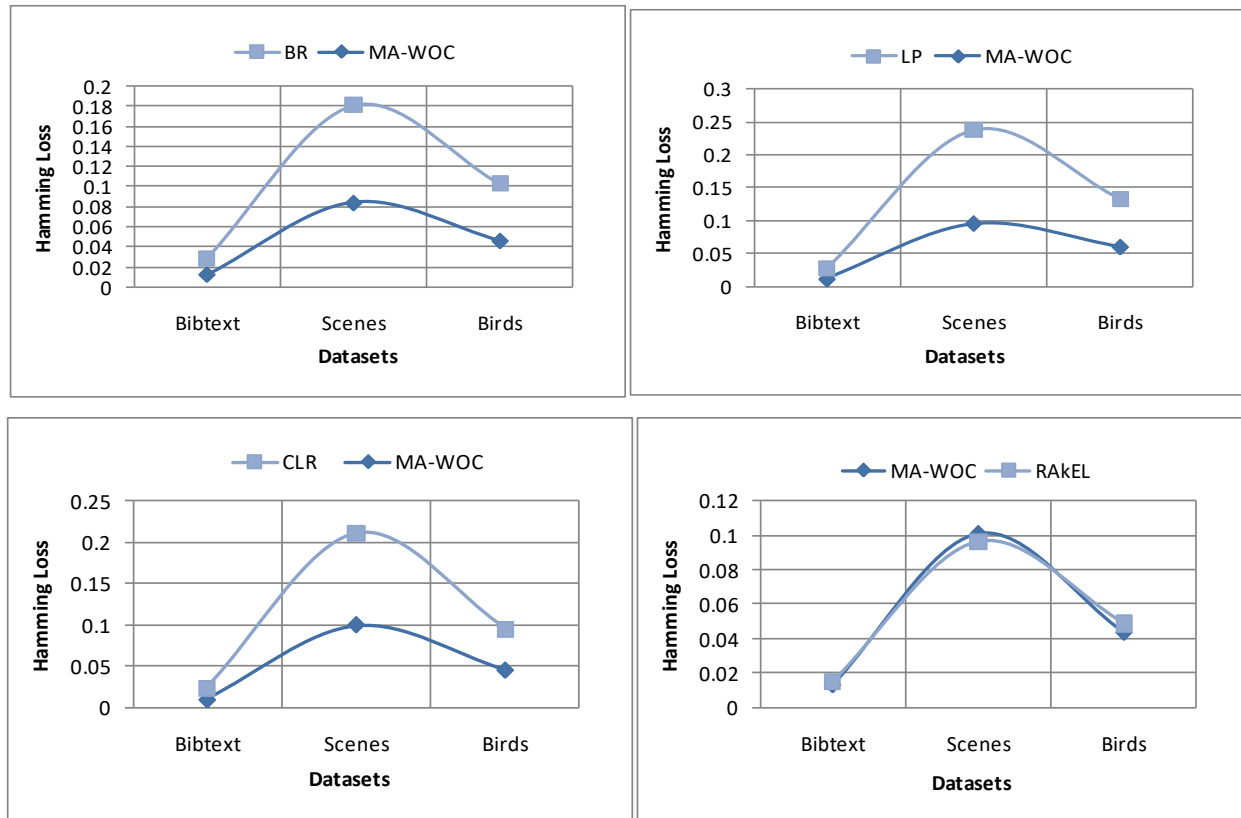 BR MA-WOC
0.2
0.18
0.16
0.14
0.12
0.1
0.08
0.06
0.04
0.02
0
Hamming Loss
Bibtext Scenes Birds
Datasets
LP MA-WOC
0.3
0.25
0.2
0.15
0.1
0.05
0
Hamming Loss
Bibtext Scenes Birds
Datasets
CLR MA-WOC
0.25
0.2
0.15
0.1
0.05
0
Hamming Loss
Bibtext Scenes Birds
Datasets
MA-WOC RAkEL
0.12
0.1
0.08
0.06
0.04
0.02
0
Hamming Loss
Bibtext Scenes Birds
Datasets